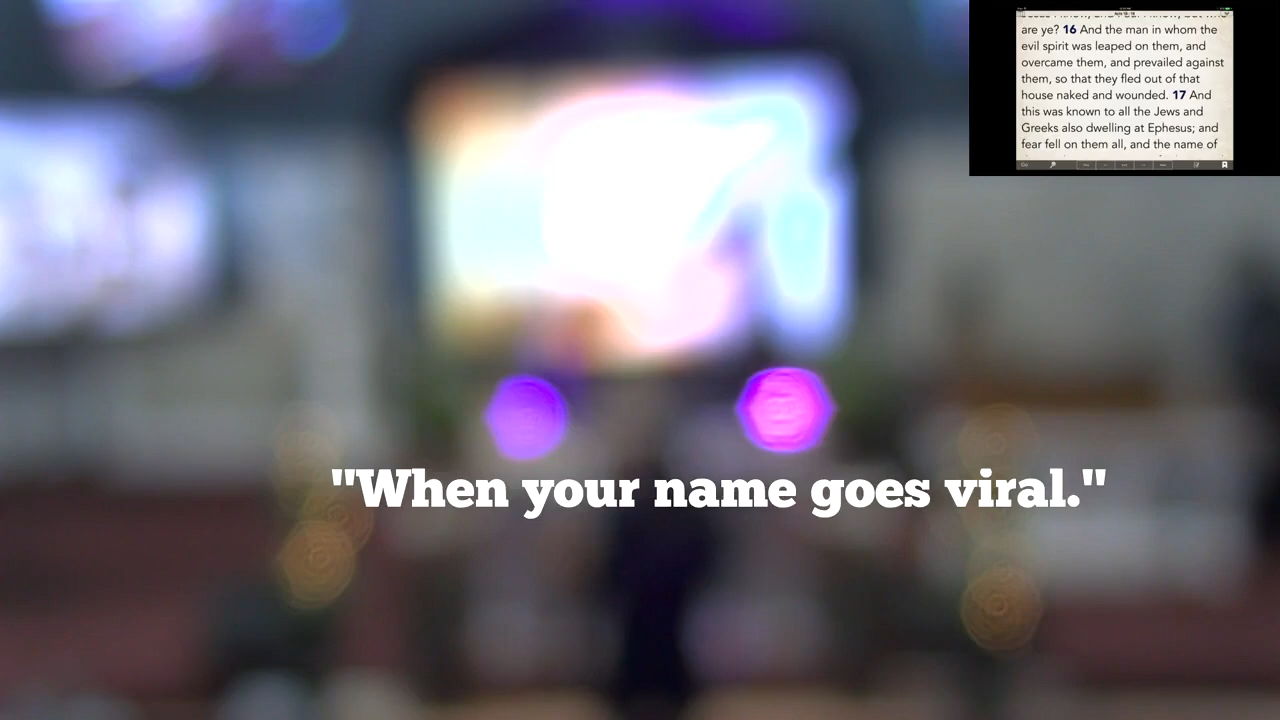 are ye? 16 And the man in whom the
evil spirit was leaped on them, and
overcame them, and prevailed against
them, so that they fled out of that
house naked and wounded. 17 And
this was known to all the Jews and
Greeks also dwelling at Ephesus; and
fear fell on them all, and the name of
"When your name goes viral."